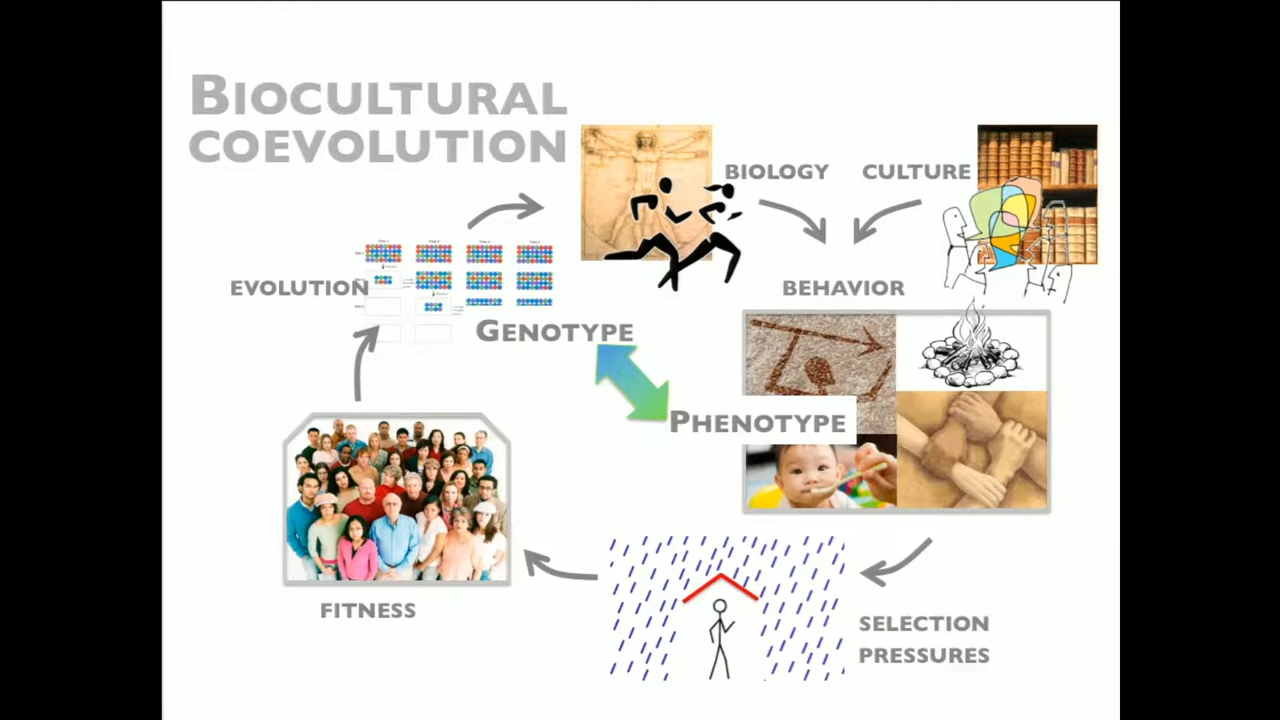 BIOCULTURAL
COEVOLUTION
BIOLOGY
CULTURE
EVOLUTION
BEHAVIOR
GENOTYPE
PHENOTYPE
FITNESS
SELECTION
PRESSURES